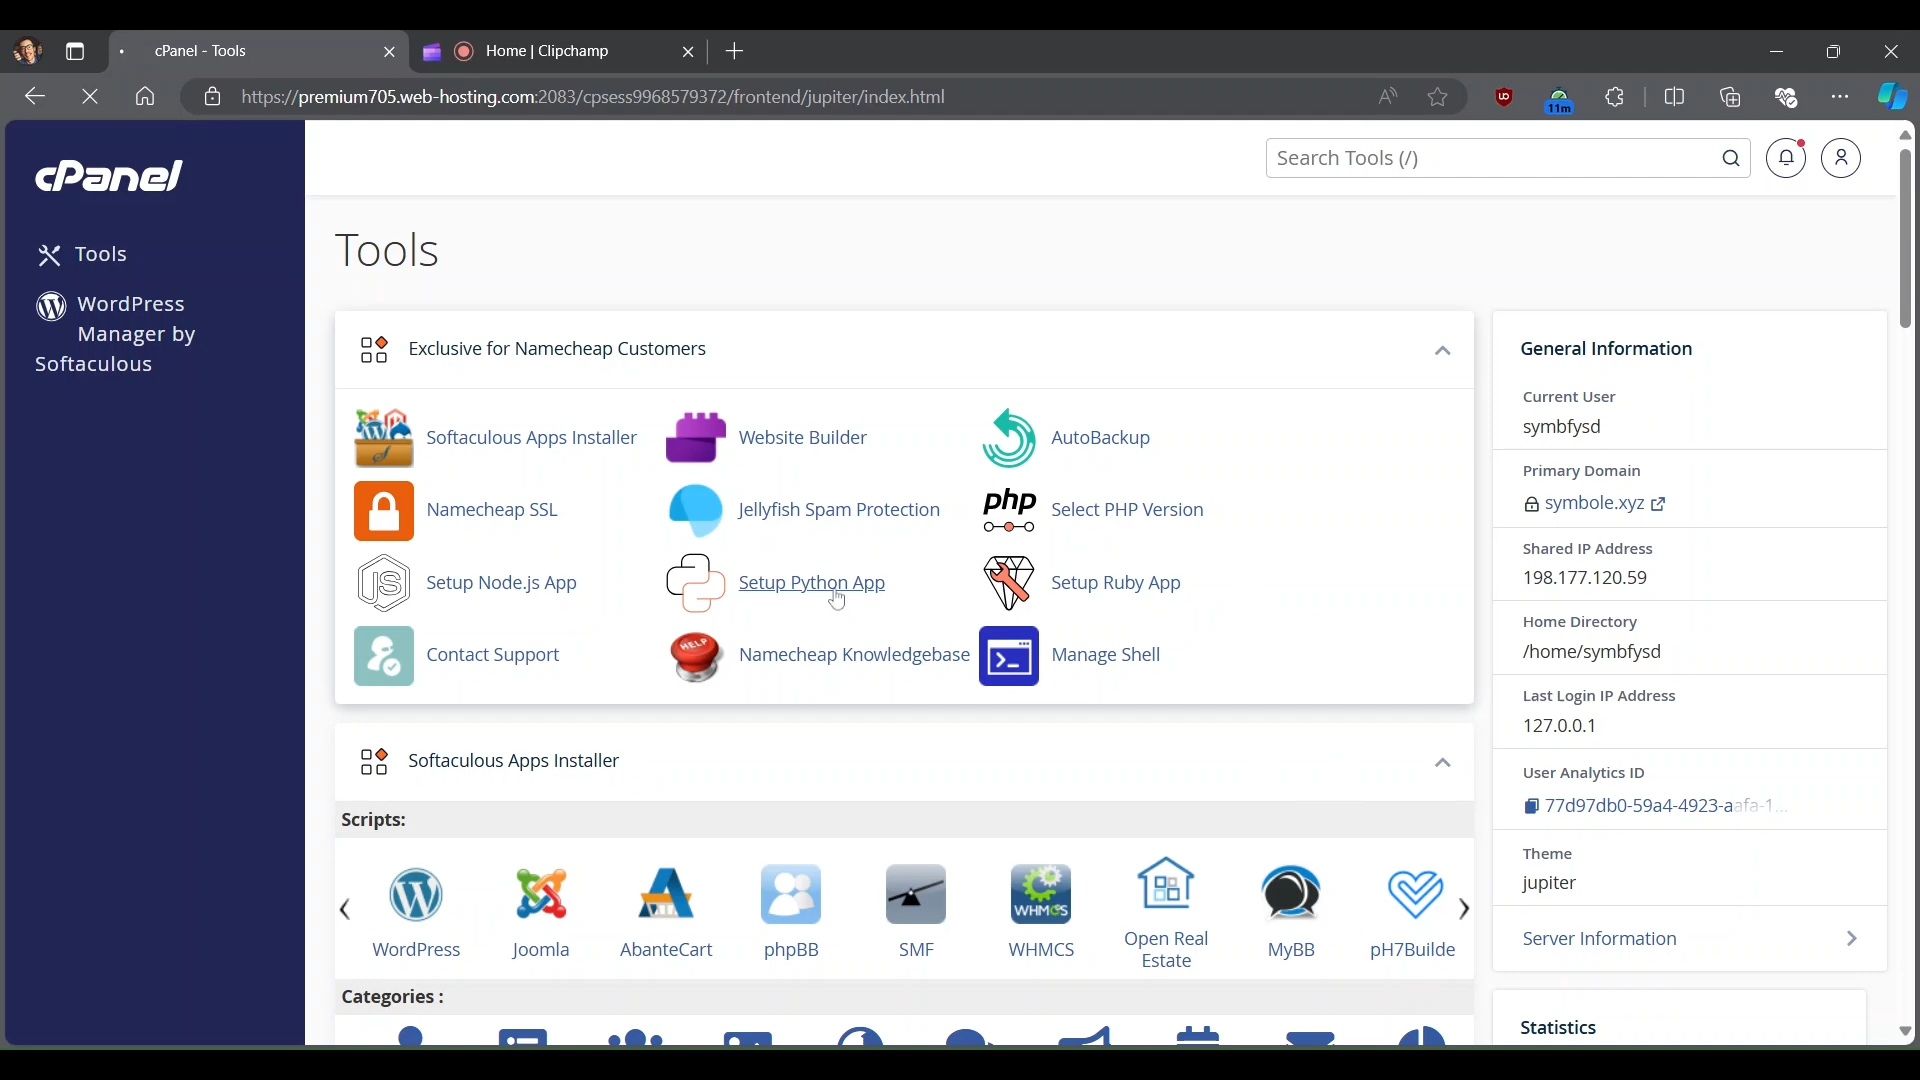 cPanel - Tools
Home | Clipchamp
https://premium705.web-hosting.com:2083/cpsess9968579372/frontend/jupiter/index.html
11m
cPanel
Search Tools (/)
Tools
WordPress
Manager by
Softaculous
Tools
Exclusive for Namecheap Customers
Softaculous Apps Installer
Website Builder
AutoBackup
Namecheap SSL
Jellyfish Spam Protection
php
Select PHP Version
JS
Setup Node.js App
Setup Python App
Setup Ruby App
Contact Support
HELP
Namecheap Knowledgebase
Manage Shell
Softaculous Apps Installer
Scripts:
WHMCS
WordPress
Joomla
AbanteCart
phpBB
SMF
WHMCS
Open Real
Estate
MyBB
pH7Builde
Categories :
General Information
Current User
symbfysd
Primary Domain
symbole.xyz
Shared IP Address
198.177.120.59
Home Directory
/home/symbfysd
Last Login IP Address
127.0.0.1
User Analytics ID
77d97db0-59a4-4923-aafa-1...
Theme
jupiter
Server Information
Statistics